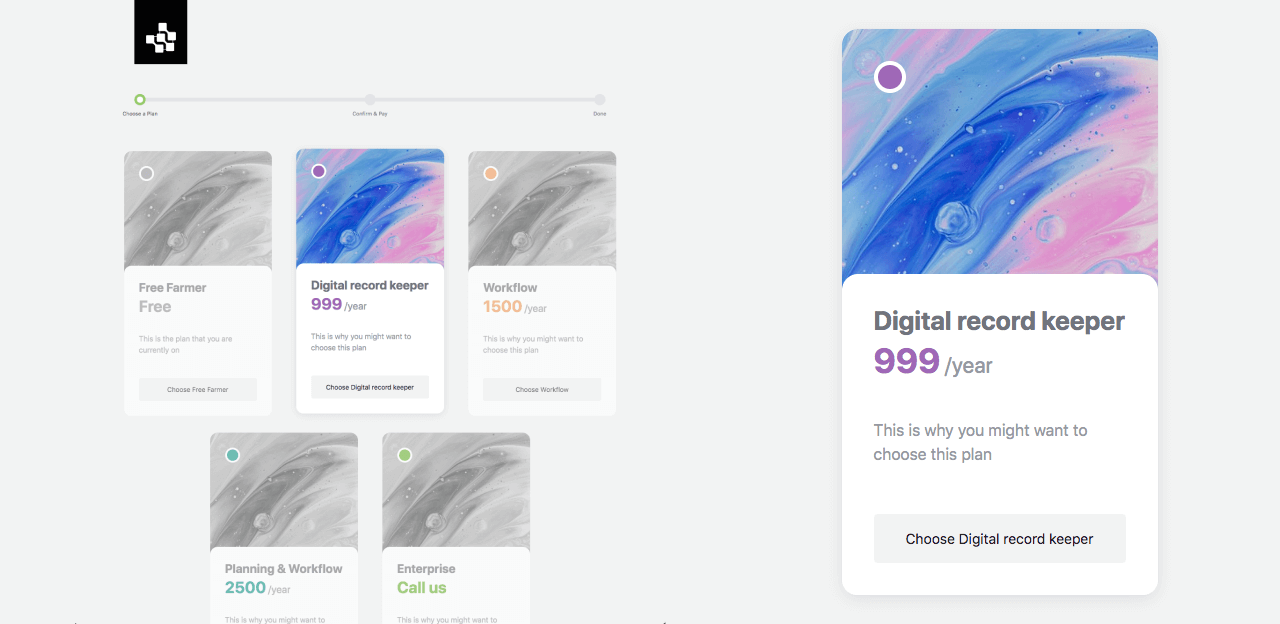 Choose a Plan
Confirm & Pay
Done
Free Farmer
Free
This is the plan that you are
currently on
Choose Free Farmer
Digital record keeper
999 /year
This is why you might want to
choose this plan
Choose Digital record keeper
Workflow
1500 /year
This is why you might want to
choose this plan
Choose Workflow
Planning & Workflow
2500 /year
This is why you might want to
Enterprise
Call us
This is why you might want to
Digital record keeper
999 /year
This is why you might want to
choose this plan
Choose Digital record keeper